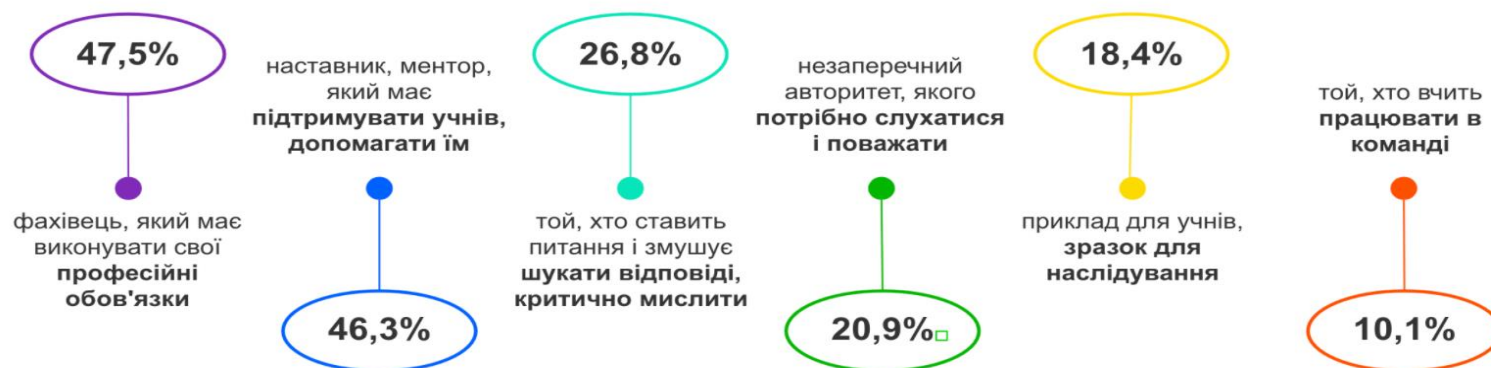 47,5%
фахівець, який має
виконувати свої
професійні
обов'язки
наставник, ментор,
який має
підтримувати учнів,
допомагати їм
46,3%
26,8%
той, хто ставить
питання і змушує
шукати відповіді,
критично мислити
незаперечний
авторитет, якого
потрібно слухатися
і поважати
20,9%
18,4%
приклад для учнів,
зразок для
наслідування
той, хто вчить
працювати в
команді
10,1%